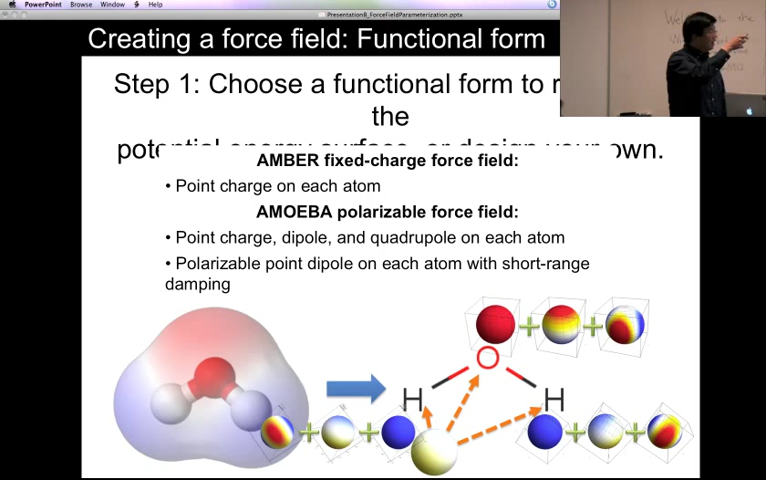 PowerPoint Browse Window Help
Presentation8_ForceFieldParameterization.pptx
Creating a force field: Functional form
Step 1: Choose a functional form to
the
potential energy surface, or design your own.
AMBER fixed-charge force field:
• Point charge on each atom
AMOEBA polarizable force field:
• Point charge, dipole, and quadrupole on each atom
• Polarizable point dipole on each atom with short-range
damping
O
H H